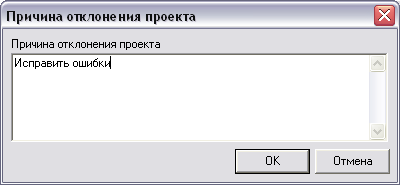 Причина отклонения проекта
Причина отклонения проекта
Исправить ошибки
OK
Отмена